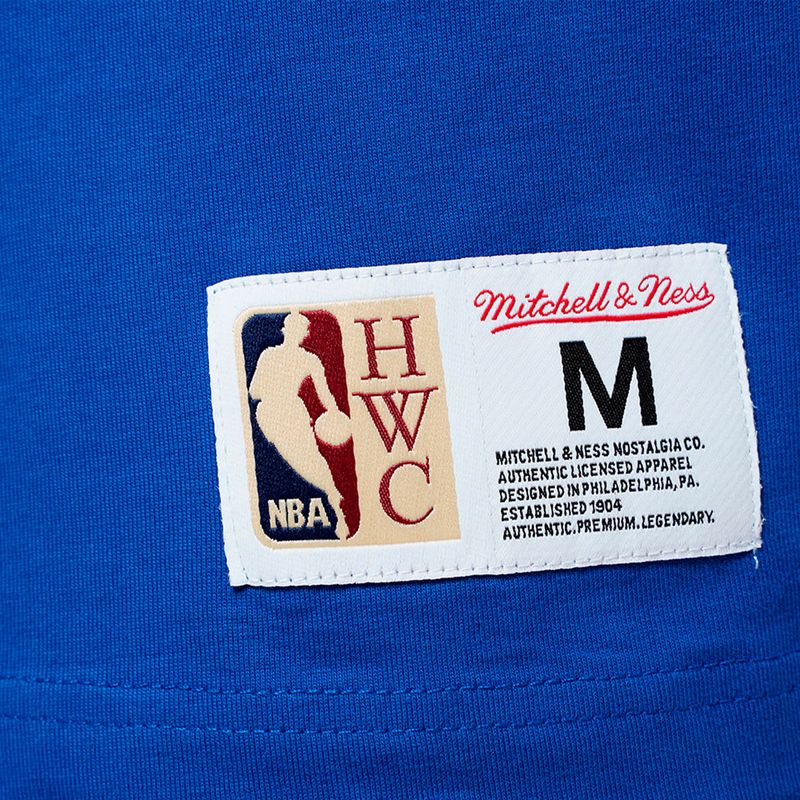 NBA
H
W
C
Mitchell & Ness
M
MITCHELL & NESS NOSTALGIA CO.
AUTHENTIC LICENSED APPAREL
DESIGNED IN PHILADELPHIA, PA.
ESTABLISHED 1904
AUTHENTIC.PREMIUM.LEGENDARY.